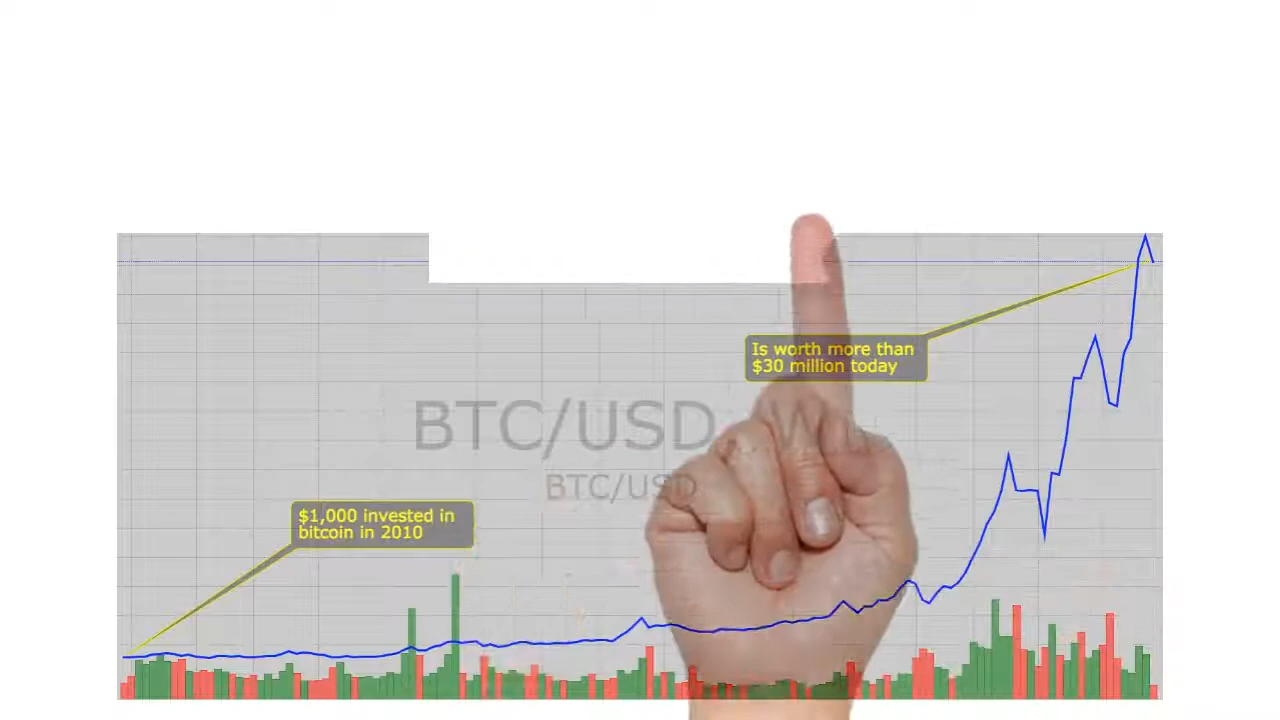 Is worth more than
$30 million today
BTC/USD, W
BTC/USD
$1,000 invested in
bitcoin in 2010